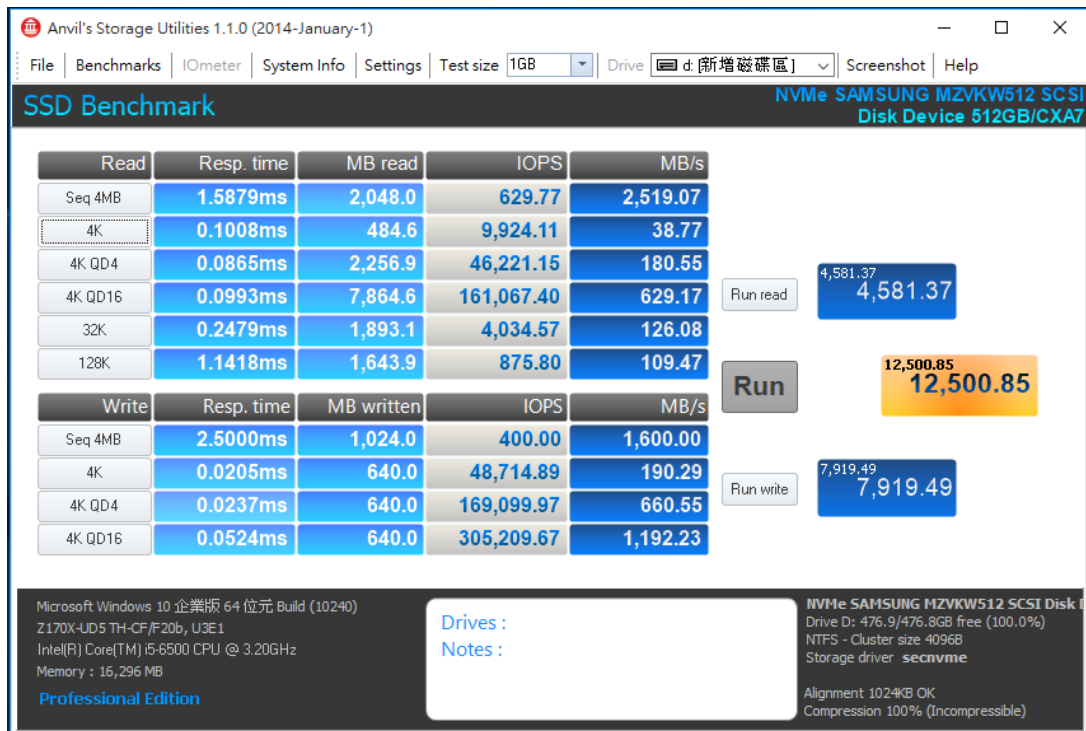 Anvil's Storage Utilities 1.1.0 (2014-January-1)
File Benchmarks IOmeter System Info Settings Test size 1GB Drive d: [新增磁碟區] Screenshot Help
SSD Benchmark
NVMe SAMSUNG MZVKW512 SCSI
Disk Device 512GB/CXA7
Read Resp. time MB read IOPS MB/s
Seq 4MB 1.5879ms 2,048.0 629.77 2,519.07
4K 0.1008ms 484.6 9,924.11 38.77
4K QD4 0.0865ms 2,256.9 46,221.15 180.55
4K QD16 0.0993ms 7,864.6 161,067.40 629.17
32K 0.2479ms 1,893.1 4,034.57 126.08
128K 1.1418ms 1,643.9 875.80 109.47
Run read
4,581.37
4,581.37
Run
12,500.85
12,500.85
Write Resp. time MB written IOPS MB/s
Seq 4MB 2.5000ms 1,024.0 400.00 1,600.00
4K 0.0205ms 640.0 48,714.89 190.29
4K QD4 0.0237ms 640.0 169,099.97 660.55
4K QD16 0.0524ms 640.0 305,209.67 1,192.23
Run write
7,919.49
7,919.49
Microsoft Windows 10 企業版 64 位元 Build (10240)
Z170X-UD5 TH-CF/F20b, U3E1
Intel(R) Core(TM) i5-6500 CPU @ 3.20GHz
Memory : 16,296 MB
Professional Edition
Drives :
Notes :
NVMe SAMSUNG MZVKW512 SCSI Disk
Drive D: 476.9/476.8GB free (100.0%)
NTFS - Cluster size 4096B
Storage driver secnvme
Alignment 1024KB OK
Compression 100% (Incompressible)